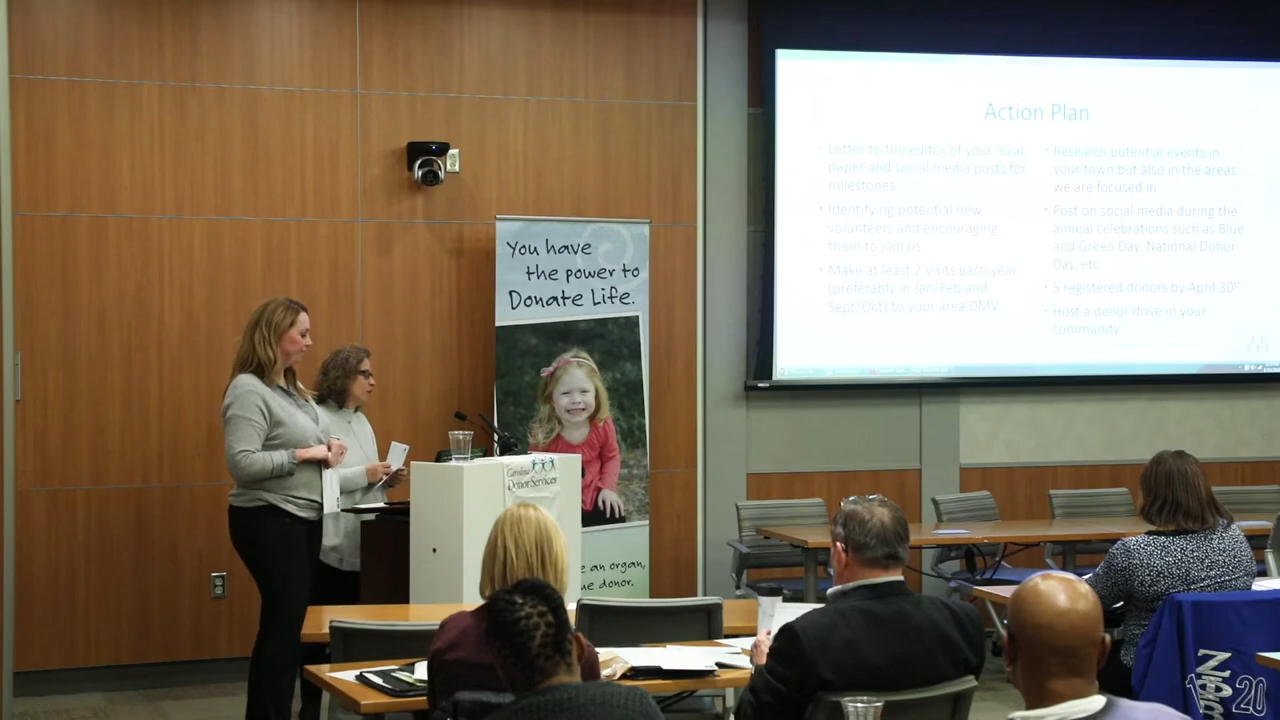 Action Plan
Letter to the editor of your local
paper and social media posts for
milestones
Identifying potential new
volunteers and encouraging
them to join us
Make at least 2 visits each year
(preferably in Jan/Feb and
Sept/Oct) to your area DMV
Research potential events in
your town but also in the areas
we are focused in
Post on social media during the
annual celebrations such as Blue
and Green Day, National Donor
Day, etc
5 registered donors by April 30th
Host a donor drive in your
community
You have
the power to
Donate Life.
Carolina
Donor Services
an organ,
donor.
20